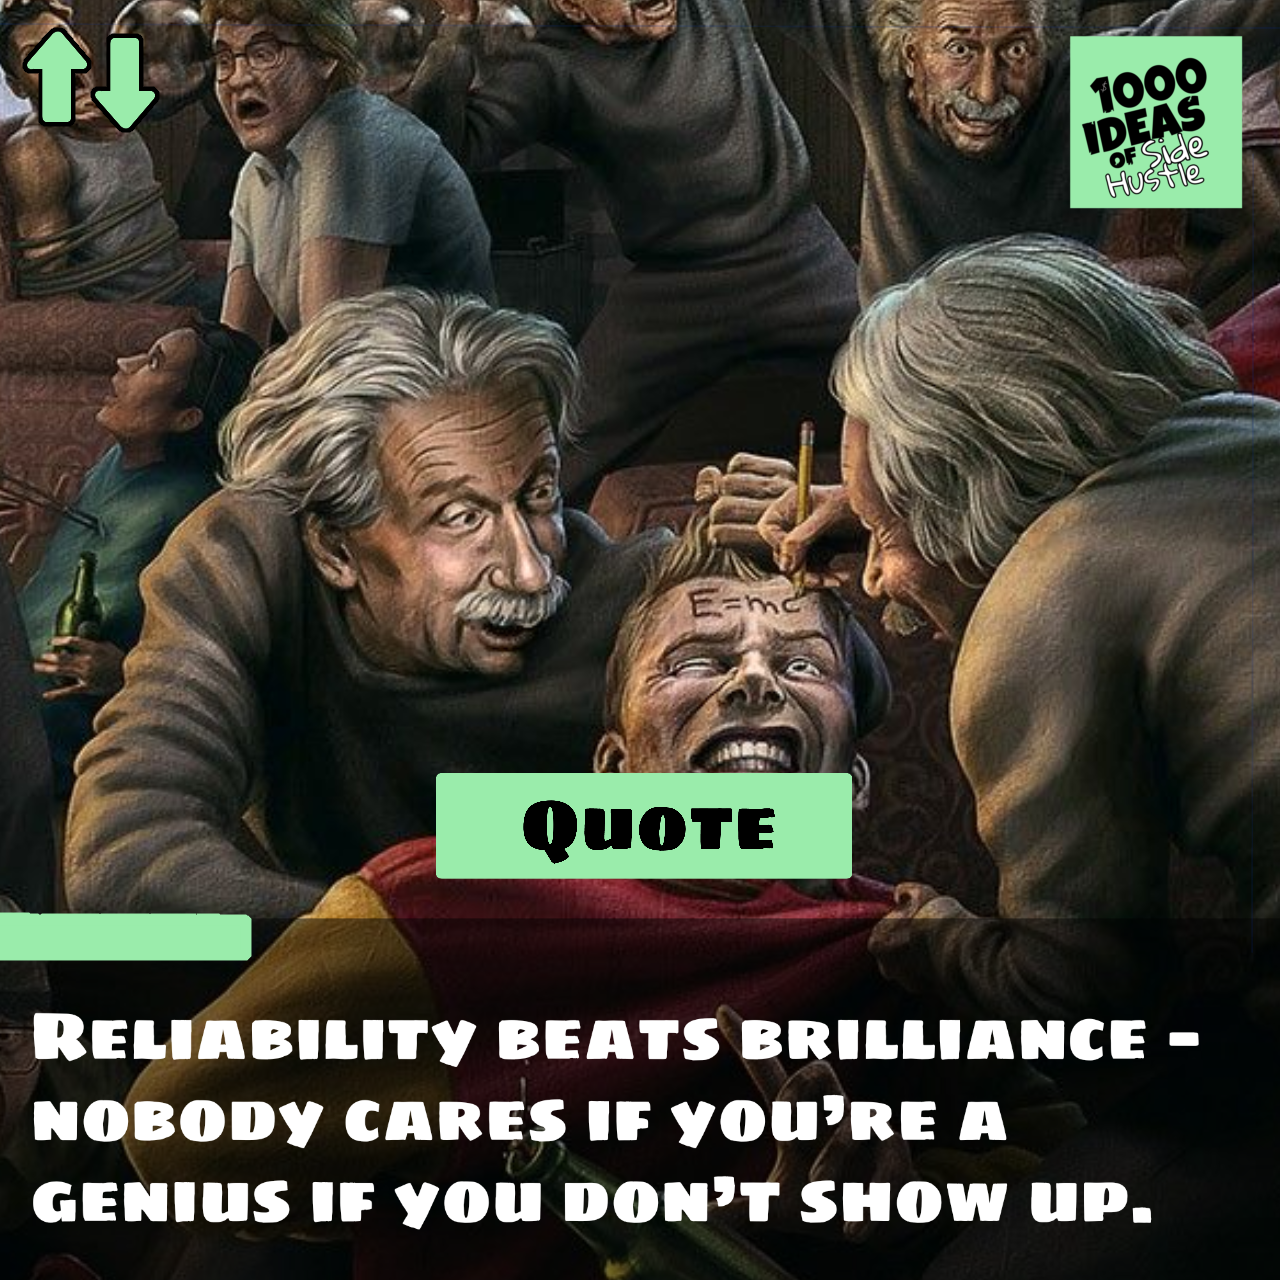 1000
IDEAS
OF Side
Hustle
E=mc
Quote
Reliability beats brilliance -
nobody cares if you’re a
genius if you don’t show up.